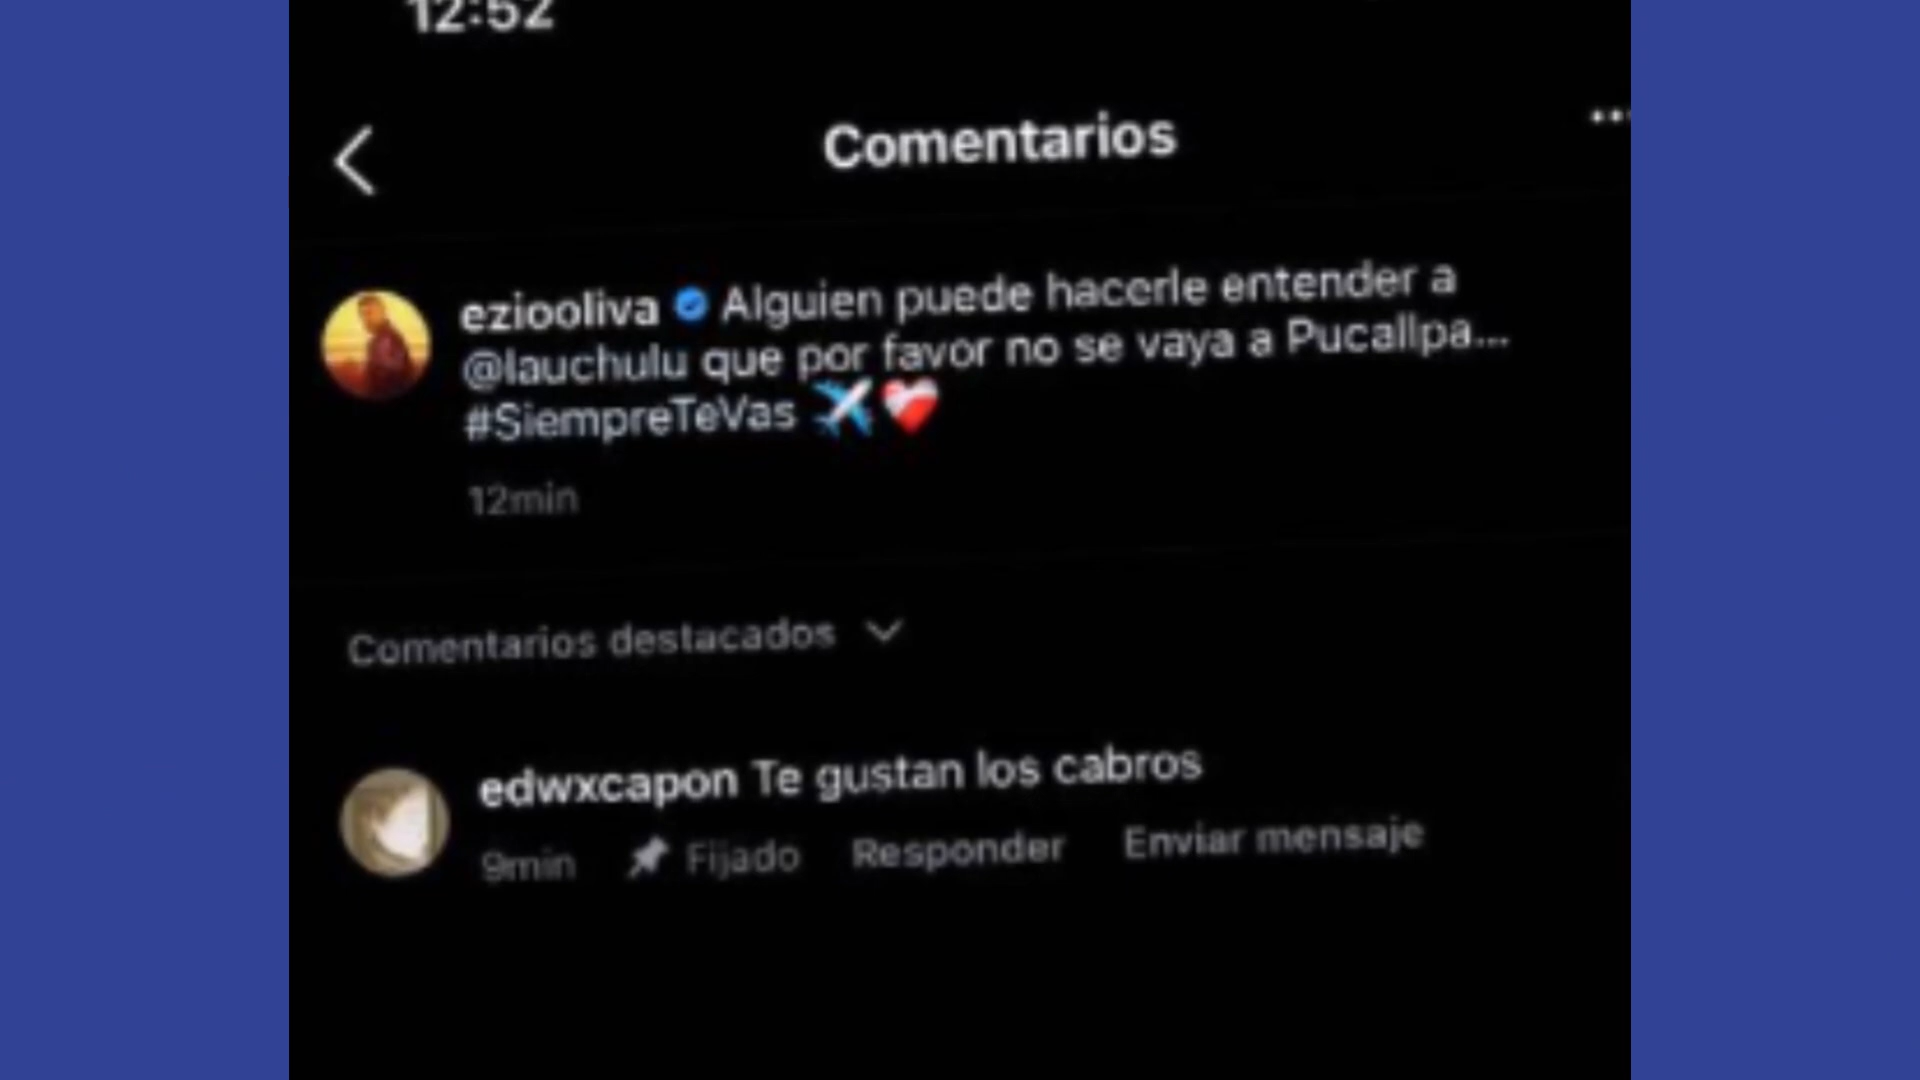 12:52
Comentarios
eziooliva Alguien puede hacerle entender a
@lauchulu que por favor no se vaya a Pucallpa...
#SiempreTeVas ✈️❤️‍🩹
12min
Comentarios destacados
edwxcapon Te gustan los cabros
9min Fijado Responder Enviar mensaje